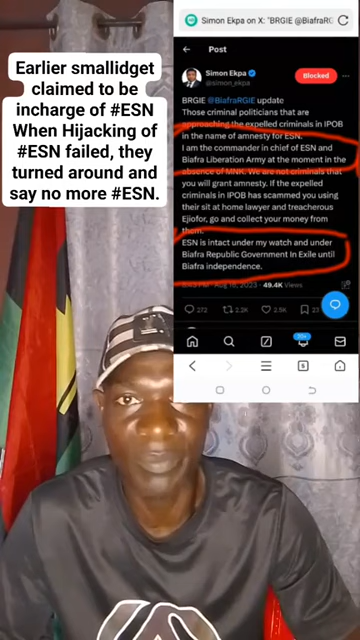 Earlier smallidget
claimed to be
incharge of #ESN
When Hijacking of
#ESN failed, they
turned around and
say no more #ESN.
Simon Ekpa on X: "BRGIE @BiafraRG
Post
Simon Ekpa
@simon_ekpa
Blocked
BRGIE @BiafraRGIE update
Those criminal politicians that are
approaching the expelled criminals in IPOB
in the name of amnesty for ESN.
I am the commander in chief of ESN and
Biafra Liberation Army at the moment in the
absence of MNK. We are not criminals that
you will grant amnesty. If the expelled
criminals in IPOB has scammed you using
their sit at home lawyer and treacherous
Ejiofor, go and collect your money from
them.
ESN is intact under my watch and under
Biafra Republic Government In Exile until
Biafra independence.
2023 · 49.4K Views
272
2.2K
2.5K
23